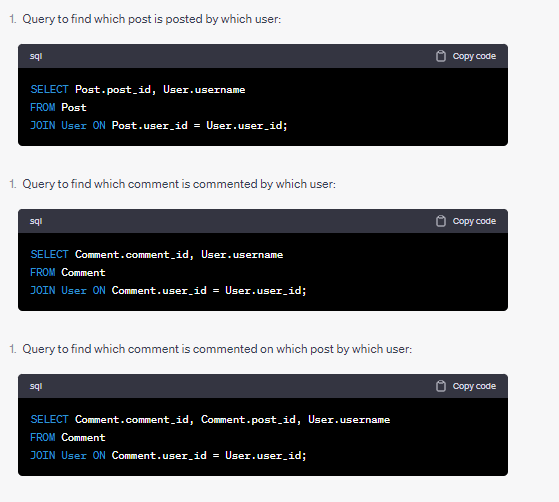 1. Query to find which post is posted by which user:
sql Copy code
SELECT Post.post_id, User.username
FROM Post
JOIN User ON Post.user_id = User.user_id;
1. Query to find which comment is commented by which user:
sql Copy code
SELECT Comment.comment_id, User.username
FROM Comment
JOIN User ON Comment.user_id = User.user_id;
1. Query to find which comment is commented on which post by which user:
sql Copy code
SELECT Comment.comment_id, Comment.post_id, User.username
FROM Comment
JOIN User ON Comment.user_id = User.user_id;